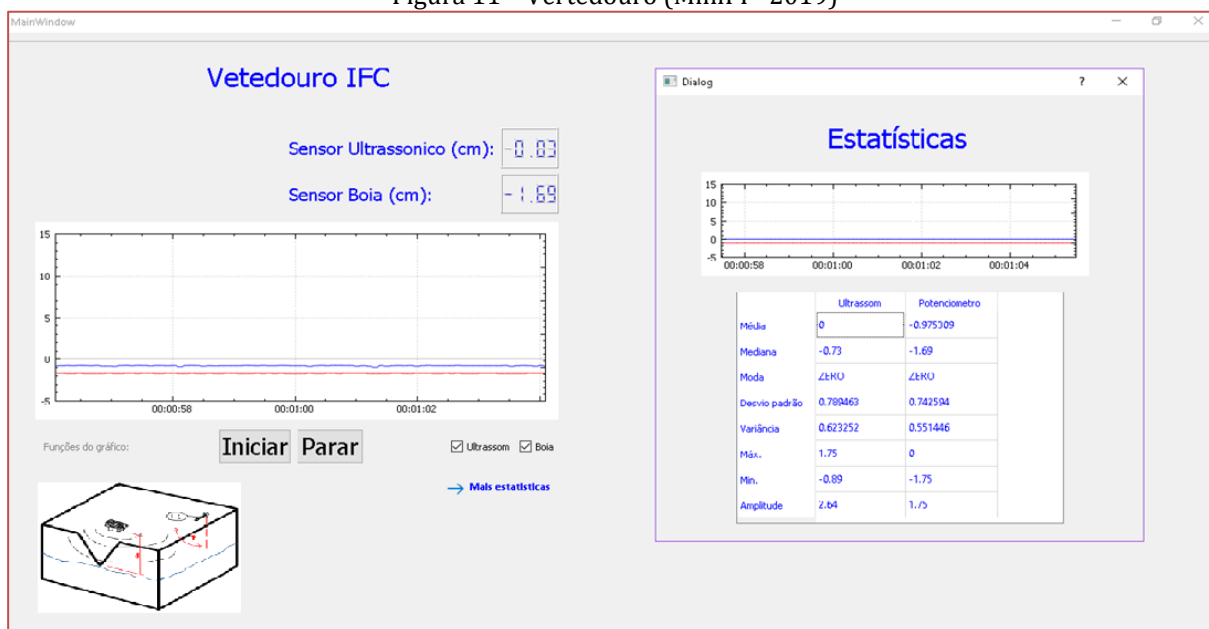 MainWindow
Vetedouro IFC
Sensor Ultrassonico (cm): -0.83
Sensor Boia (cm): -1.69
15
10
5
0
-5
00:00:58 00:01:00 00:01:02
Funções do gráfico:
Iniciar Parar
Ultrassom Boia
Mais estatísticas
Dialog
Estatísticas
15
10
5
0
-5
00:00:58 00:01:00 00:01:02 00:01:04
Ultrassom Potenciometro
Média 0 -0.975309
Mediana -0.73 -1.69
Moda ZERO ZERO
Desvio padrão 0.789463 0.742594
Variância 0.623252 0.551446
Máx. 1.75 0
Min. -0.89 -1.75
Amplitude 2.64 1.75